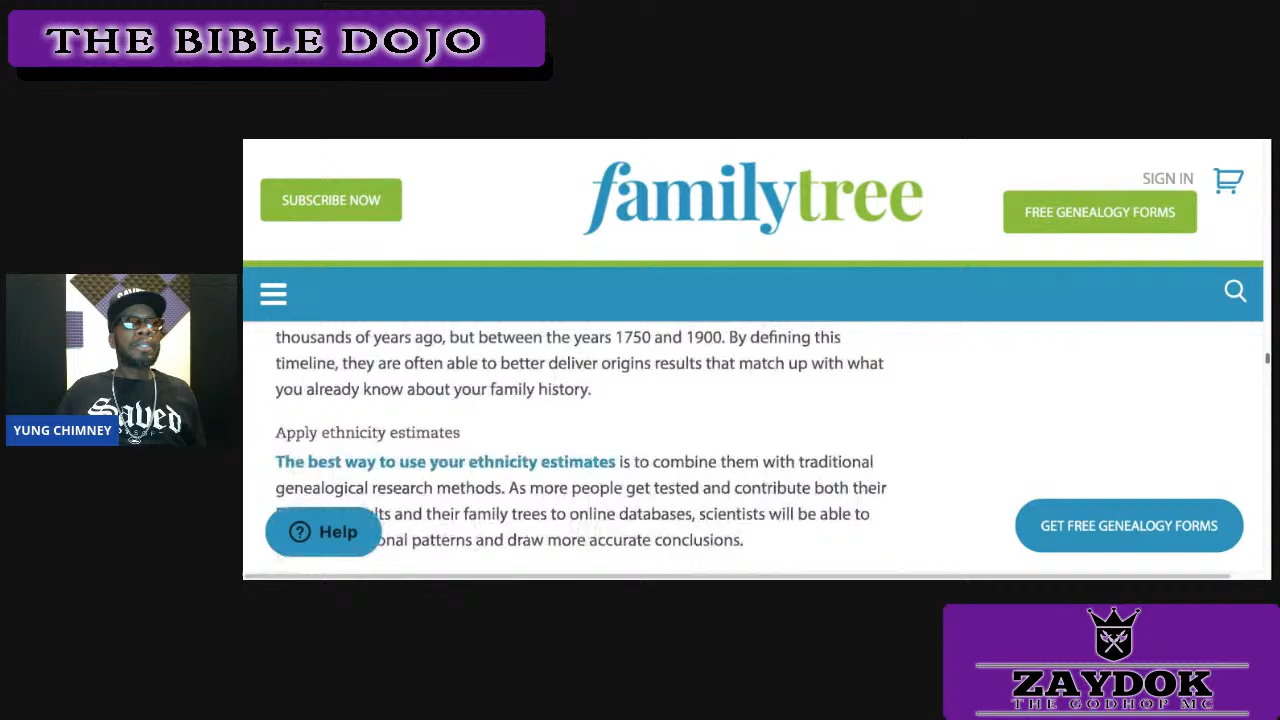 THE BIBLE DOJO
SUBSCRIBE NOW
familytree
SIGN IN
FREE GENEALOGY FORMS
thousands of years ago, but between the years 1750 and 1900. By defining this
timeline, they are often able to better deliver origins results that match up with what
you already know about your family history.
Apply ethnicity estimates
The best way to use your ethnicity estimates is to combine them with traditional
genealogical research methods. As more people get tested and contribute both their
lts and their family trees to online databases, scientists will be able to
onal patterns and draw more accurate conclusions.
Help
GET FREE GENEALOGY FORMS
Saved
YUNG CHIMNEY
ZAYDOK
THE GODHOP MC